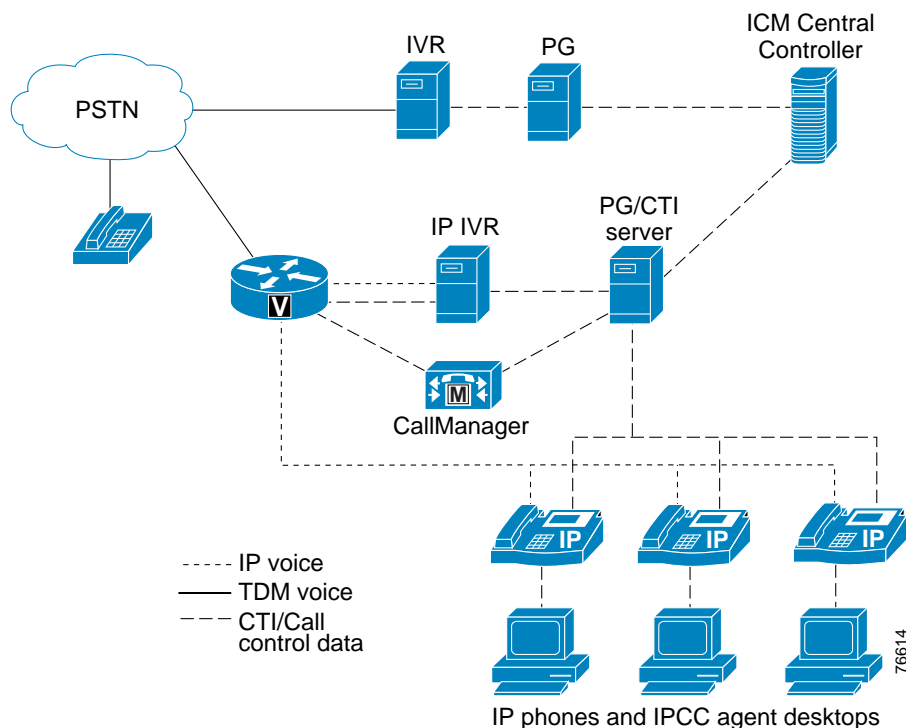 IVR
PG
ICM Central
Controller
PSTN
IP IVR
PG/CTI
server
V
M
CallManager
IP
IP
IP
IP voice
TDM voice
CTI/Call
control data
76614
IP phones and IPCC agent desktops